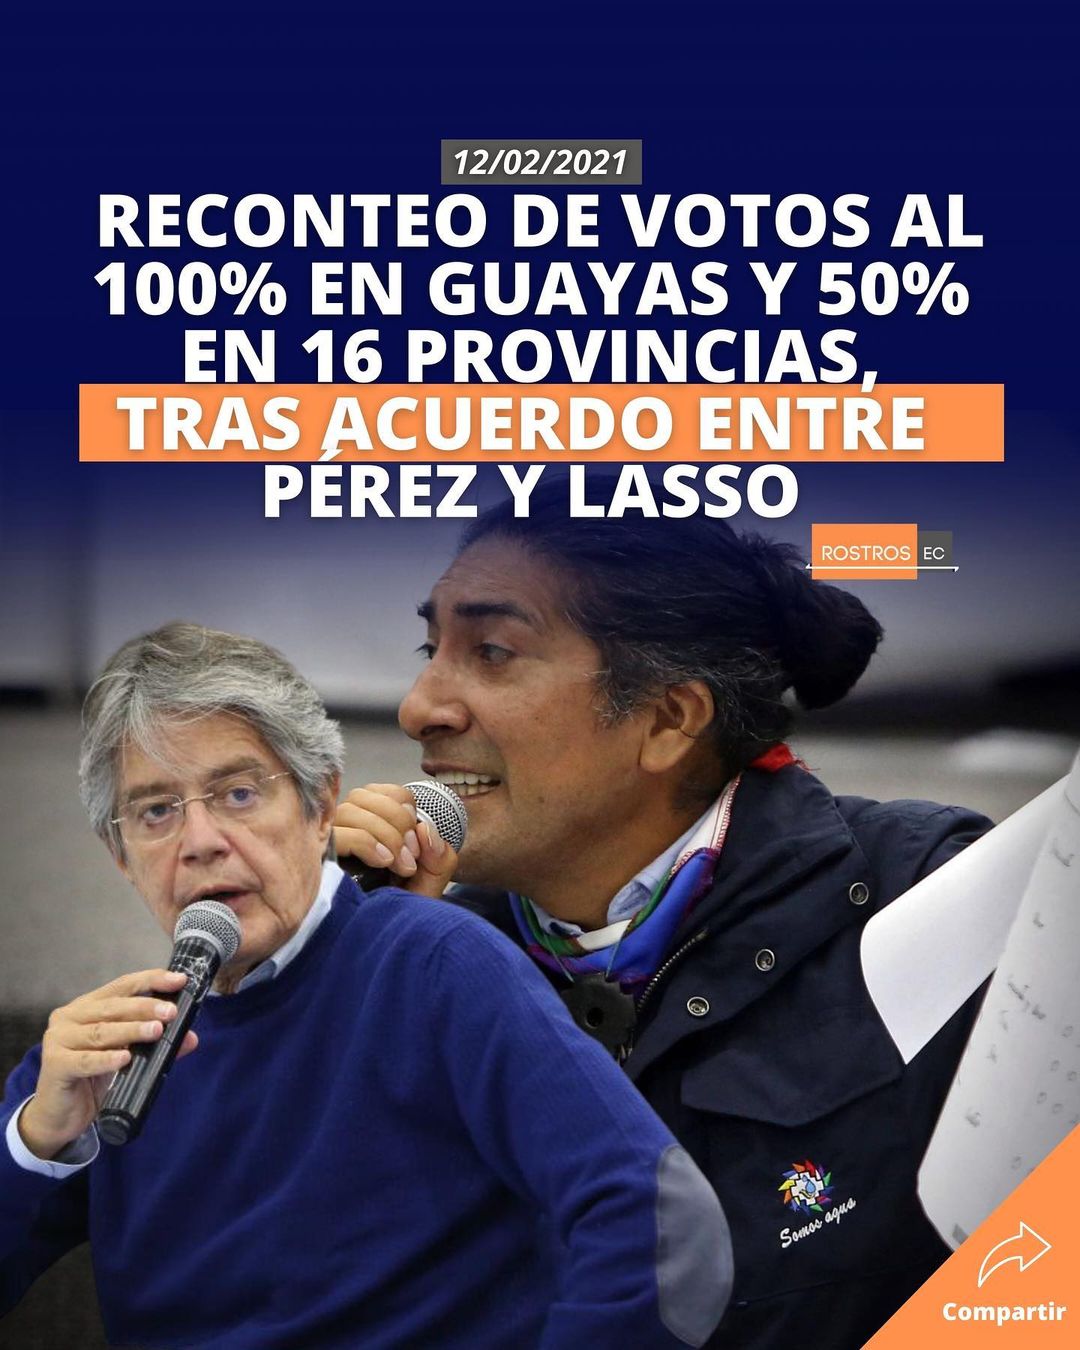 12/02/2021
RECONTEO DE VOTOS AL
100% EN GUAYAS Y 50%
EN 16 PROVINCIAS,
TRAS ACUERDO ENTRE
PÉREZ Y LASSO
ROSTROS EC
Somos agua
Compartir